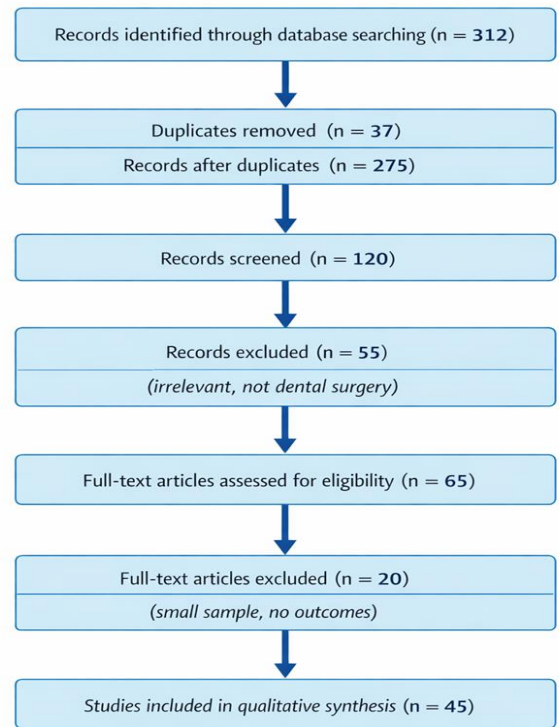 Records identified through database searching (n = 312)
Duplicates removed (n = 37)
Records after duplicates (n = 275)
Records screened (n = 120)
Records excluded (n = 55)
(irrelevant, not dental surgery)
Full-text articles assessed for eligibility (n = 65)
Full-text articles excluded (n = 20)
(small sample, no outcomes)
Studies included in qualitative synthesis (n = 45)